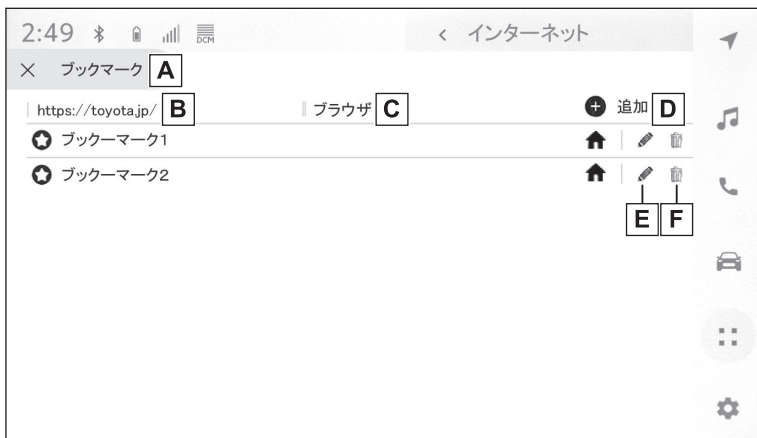 2:49 DCM < インターネット
× ブックマーク A
https://toyota.jp/ B ブラウザ C 追加 D
ブックーマーク1
ブックーマーク2
E F